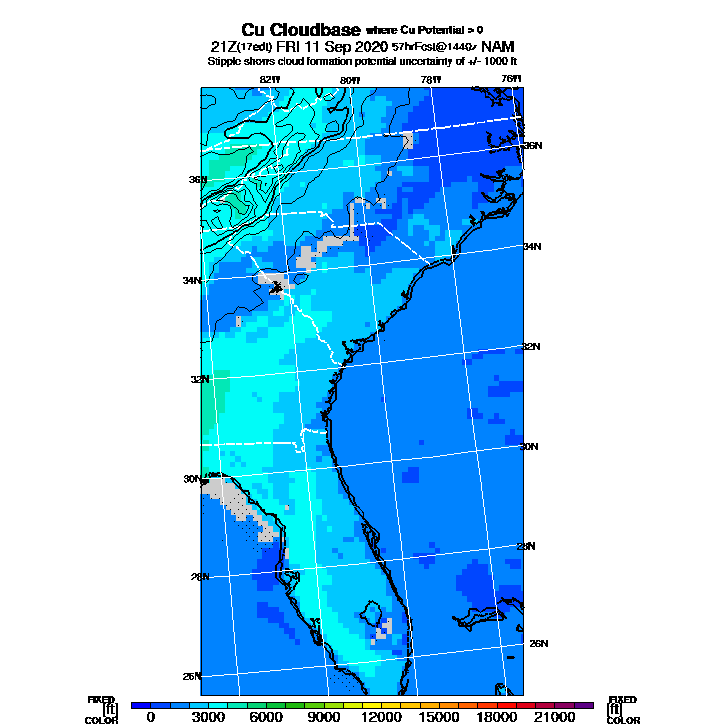 Cu Cloudbase where Cu Potential > 0
21Z(17edt) FRI 11 Sep 2020 57hrFcst@1440z NAM
Stipple shows cloud formation potential uncertainty of +/- 1000 ft
82W 80W 78W 76W
36N
36N
34N
34N
32N
32N
30N
30N
28N
28N
26N
26N
FIXED FIXED
[ft] [ft]
COLOR 0 3000 6000 9000 12000 15000 18000 21000 COLOR